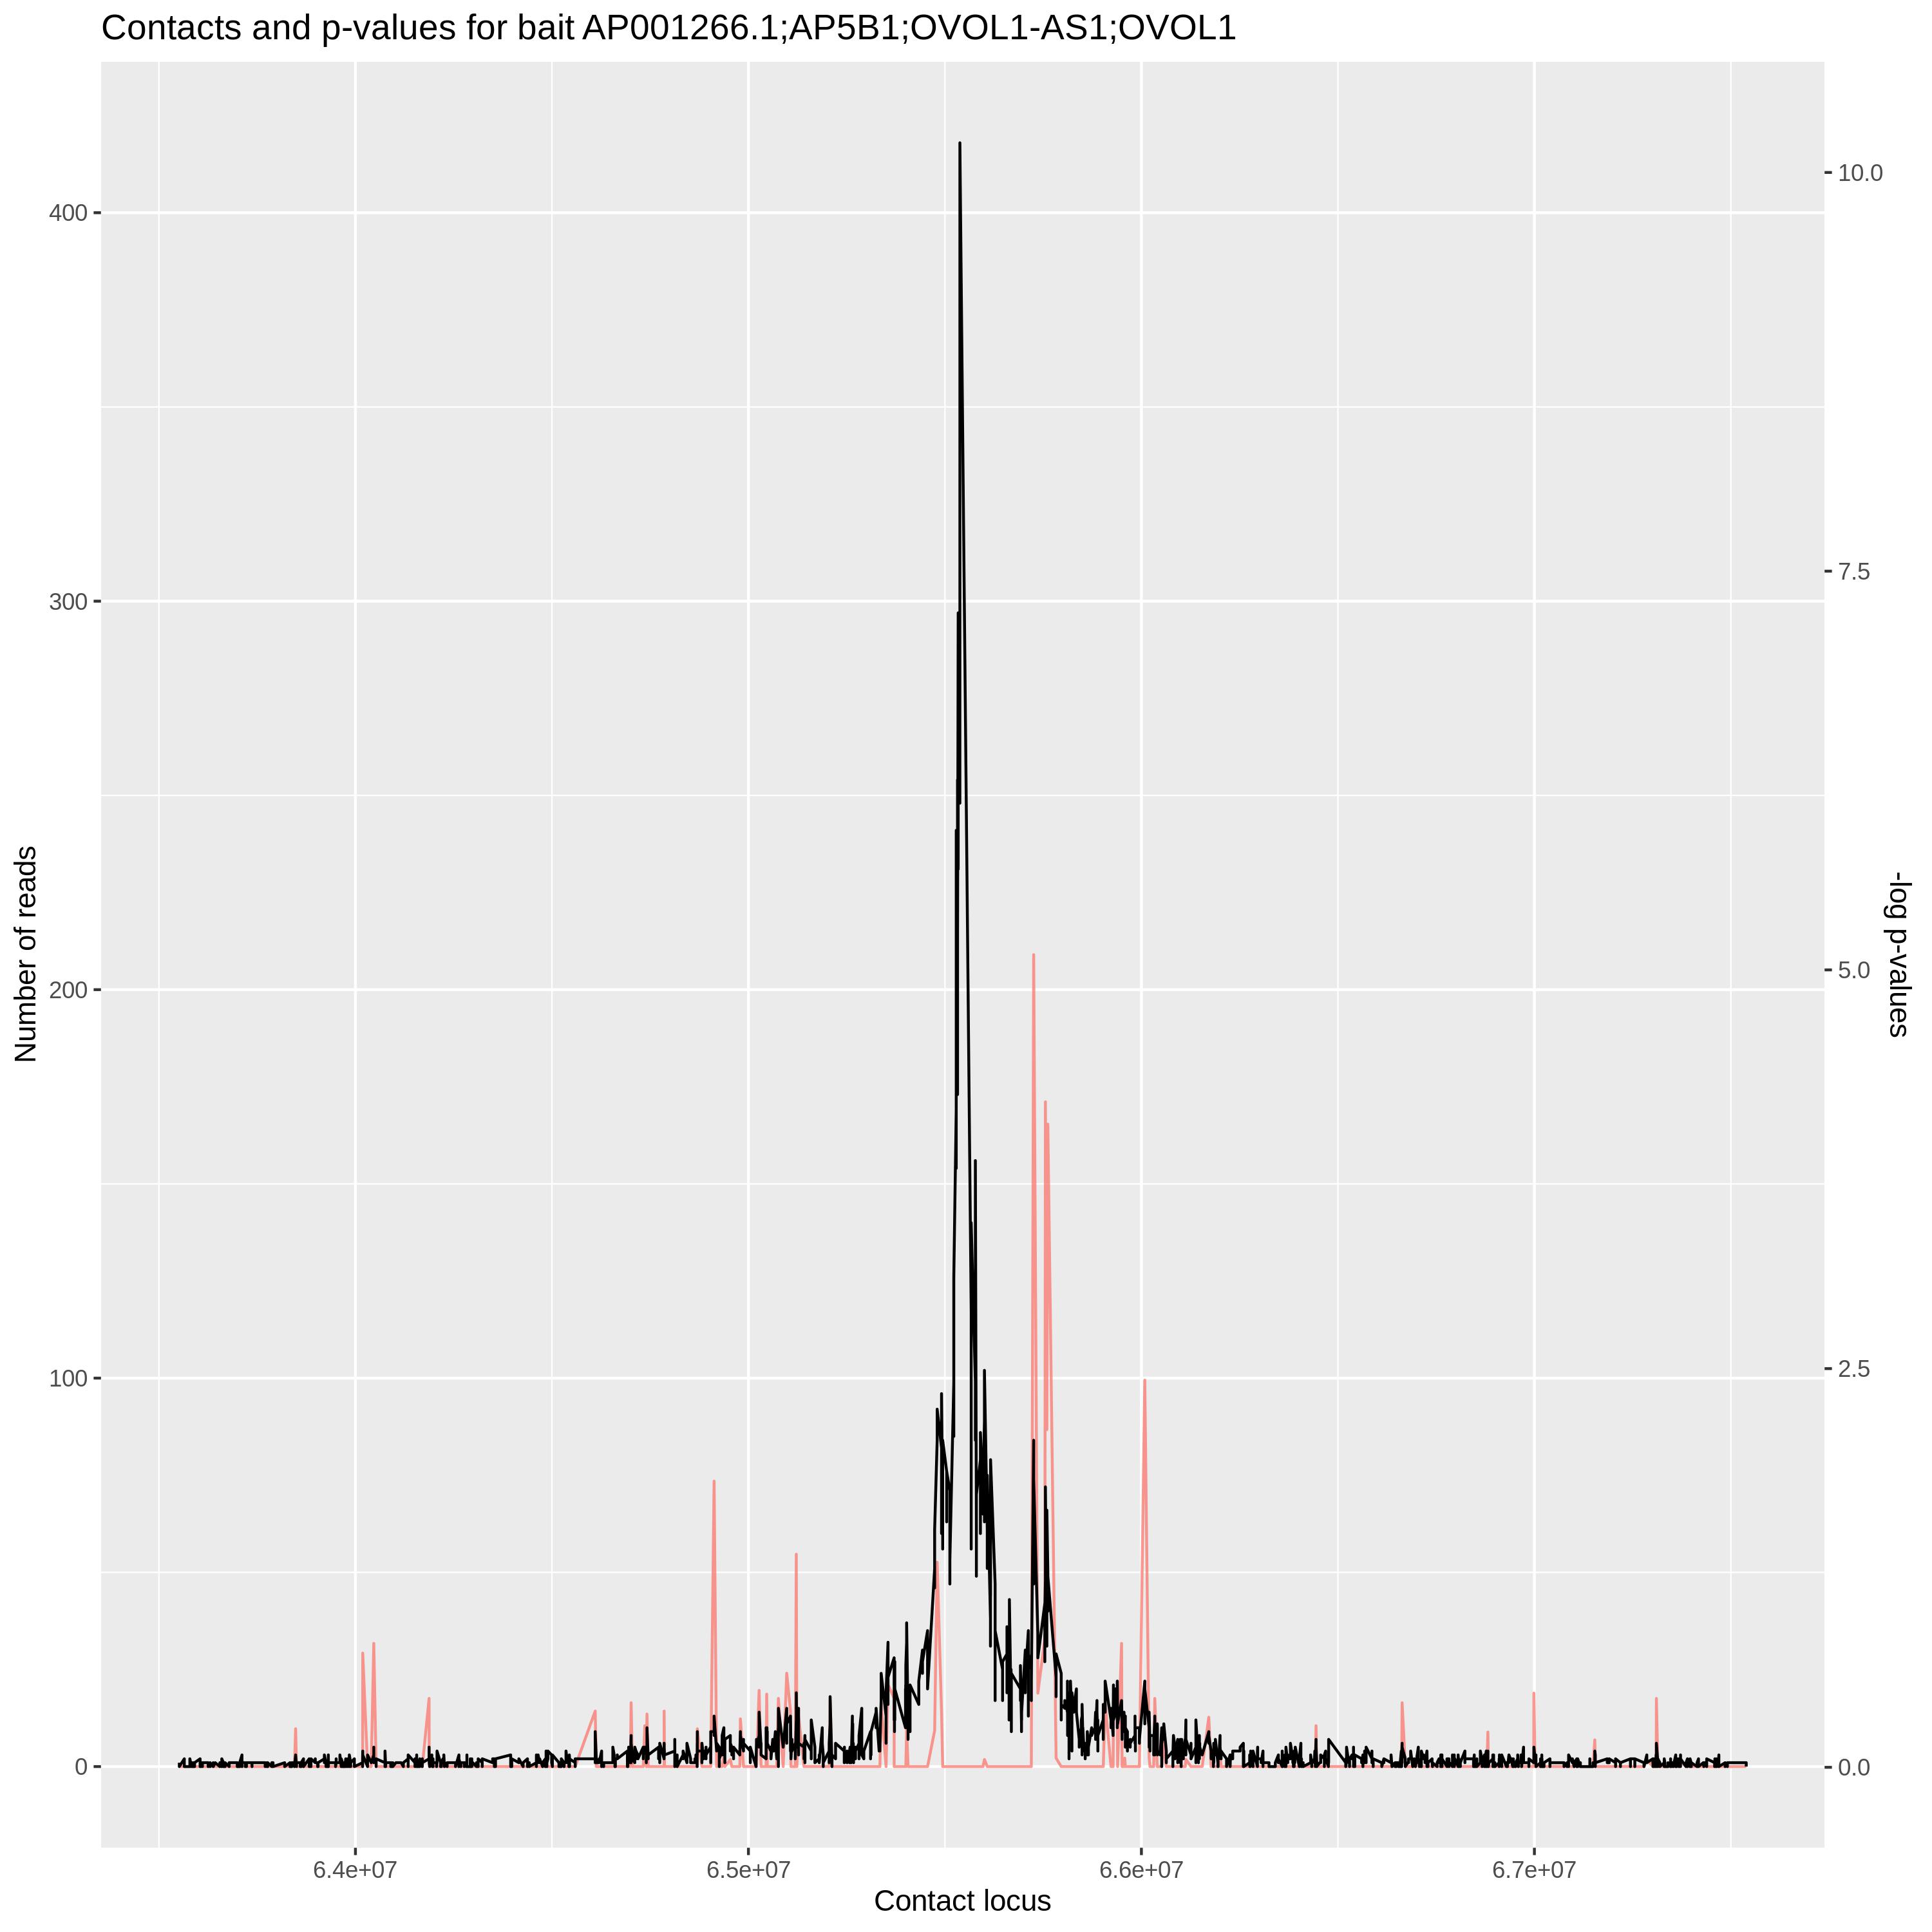 Contacts and p-values for bait AP001266.1;AP5B1;OVOL1-AS1;OVOL1
400
300
200
100
0
Number of reads
10.0
7.5
5.0
2.5
0.0
-log p-values
6.4e+07
6.5e+07
6.6e+07
6.7e+07
Contact locus